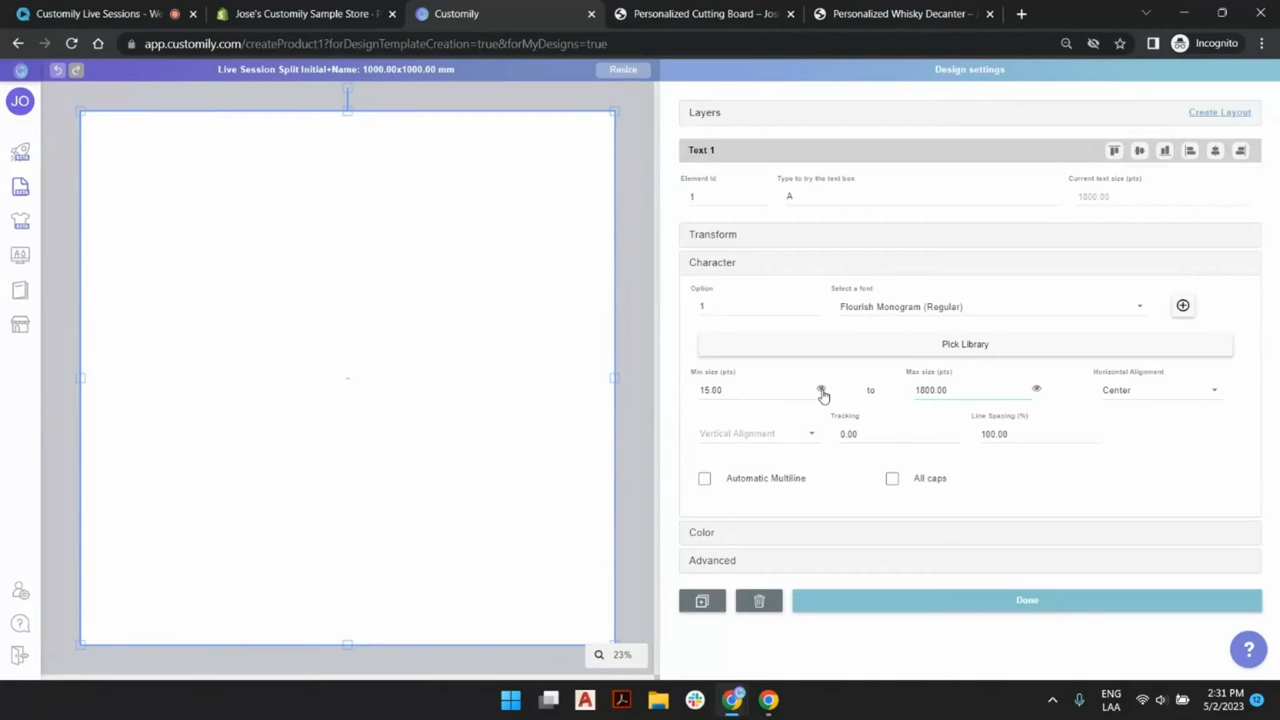 Customily Live Sessions - Wo
Jose's Customily Sample Store - P
Customily
Personalized Cutting Board – Jos
Personalized Whisky Decanter –
app.customily.com/createProduct1?forDesignTemplateCreation=true&forMyDesigns=true
Incognito
Live Session Split Initial+Name: 1000.00x1000.00 mm
Resize
Design settings
JO
Layers
Create Layout
Text 1
Element Id
Type to try the text box
Current text size (pts)
1
A
1800.00
Transform
Character
Option
Select a font
1
Flourish Monogram (Regular)
Pick Library
Min size (pts)
Max size (pts)
Horizontal Alignment
15.00
to
1800.00
Center
Tracking
Line Spacing (%)
Vertical Alignment
0.00
100.00
Automatic Multiline
All caps
Color
Advanced
Done
23%
?
ENG
LAA
2:31 PM
5/2/2023
12